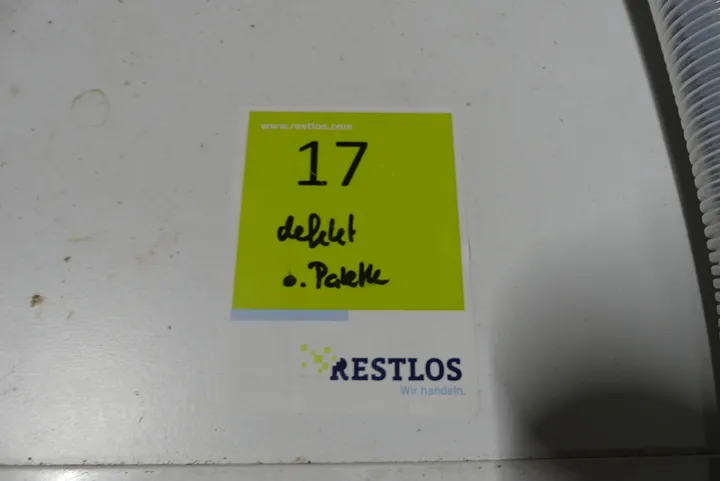 www.restlos.com
17
defekt
o. Palette
RESTLOS
Wir handeln.